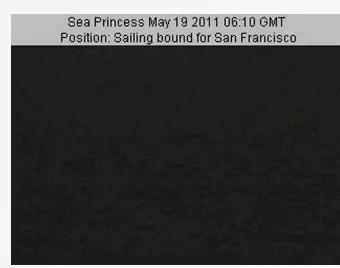 Sea Princess May 19 2011 06:10 GMT
Position: Sailing bound for San Francisco